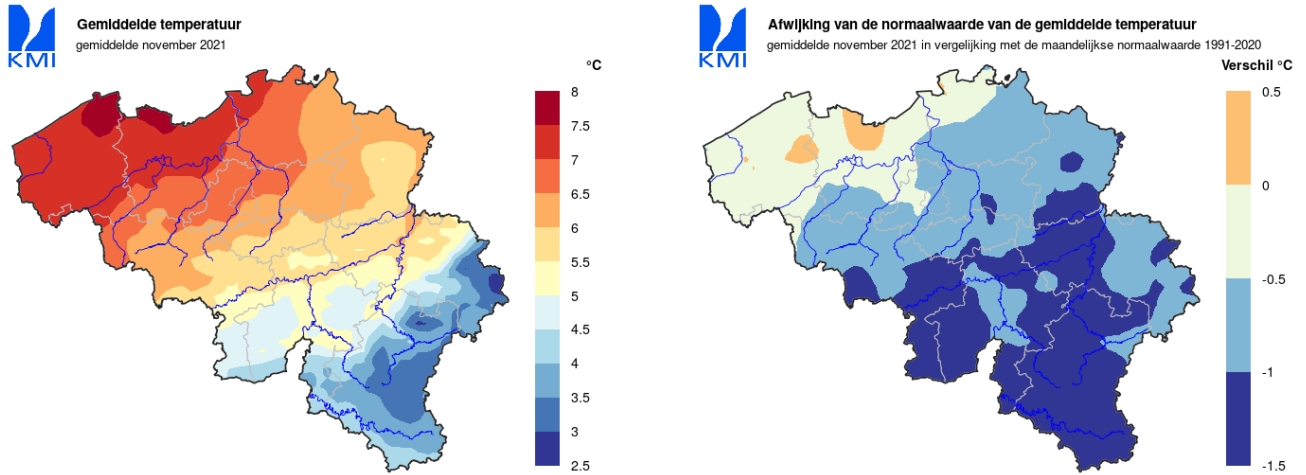 KMI
Gemiddelde temperatuur
gemiddelde november 2021
°C
8
7.5
7
6.5
6
5.5
5
4.5
4
3.5
3
2.5
KMI
Afwijking van de normaalwaarde van de gemiddelde temperatuur
gemiddelde november 2021 in vergelijking met de maandelijkse normaalwaarde 1991-2020
Verschil °C
0.5
0
-0.5
-1
-1.5